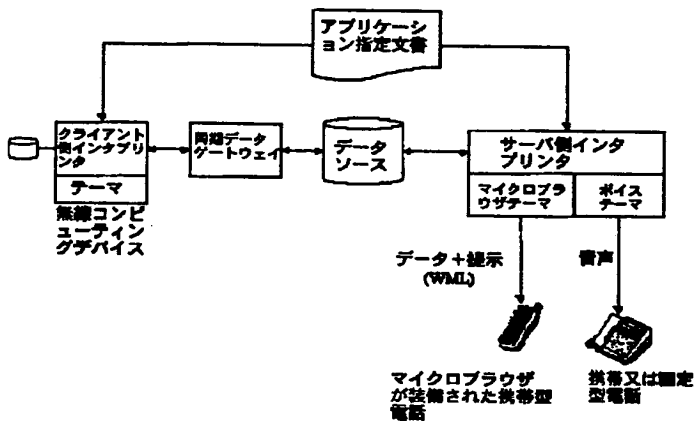 アプリケーシ
ョン指定文書
クライアント
側インタプリ
ンタ
テーマ
無線コンピ
ューティン
グデバイス
同期データ
ゲートウェイ
データ
ソース
サーバ側インタ
プリンタ
マイクロブラ
ウザテーマ
ボイス
テーマ
データ+提示
(WML)
音声
マイクロブラウザ
が装備された携帯型
電話
携帯又は固定
型電話